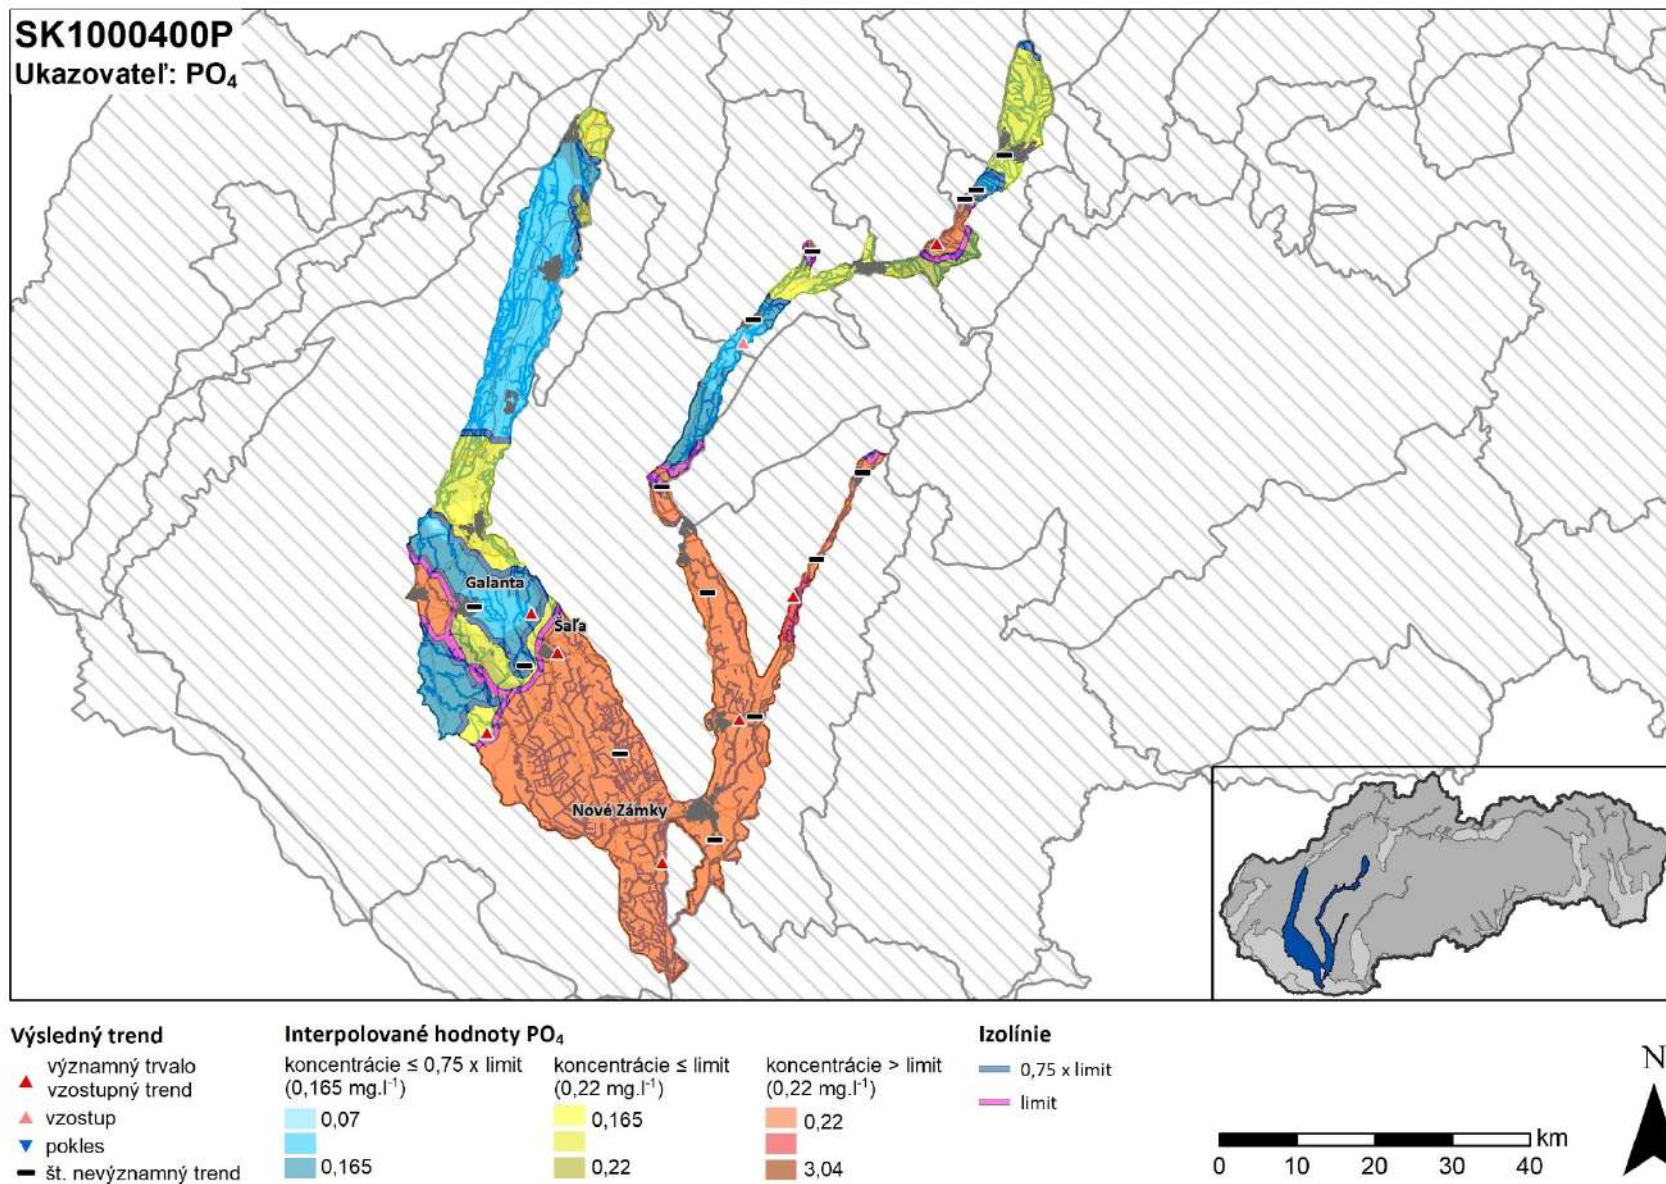 SK1000400P
Ukazovateľ: PO₄
Galanta
Šaľa
Nové Zámky
Výsledný trend
význam­ný trvalo
vzostupný trend
vzostup
pokles
št. nevýznamný trend
Interpolované hodnoty PO₄
koncentrácie ≤ 0,75 x limit
(0,165 mg.l⁻¹)
0,07
0,165
koncentrácie ≤ limit
(0,22 mg.l⁻¹)
0,165
0,22
koncentrácie > limit
(0,22 mg.l⁻¹)
0,22
3,04
Izolínie
0,75 x limit
limit
km
0 10 20 30 40
N